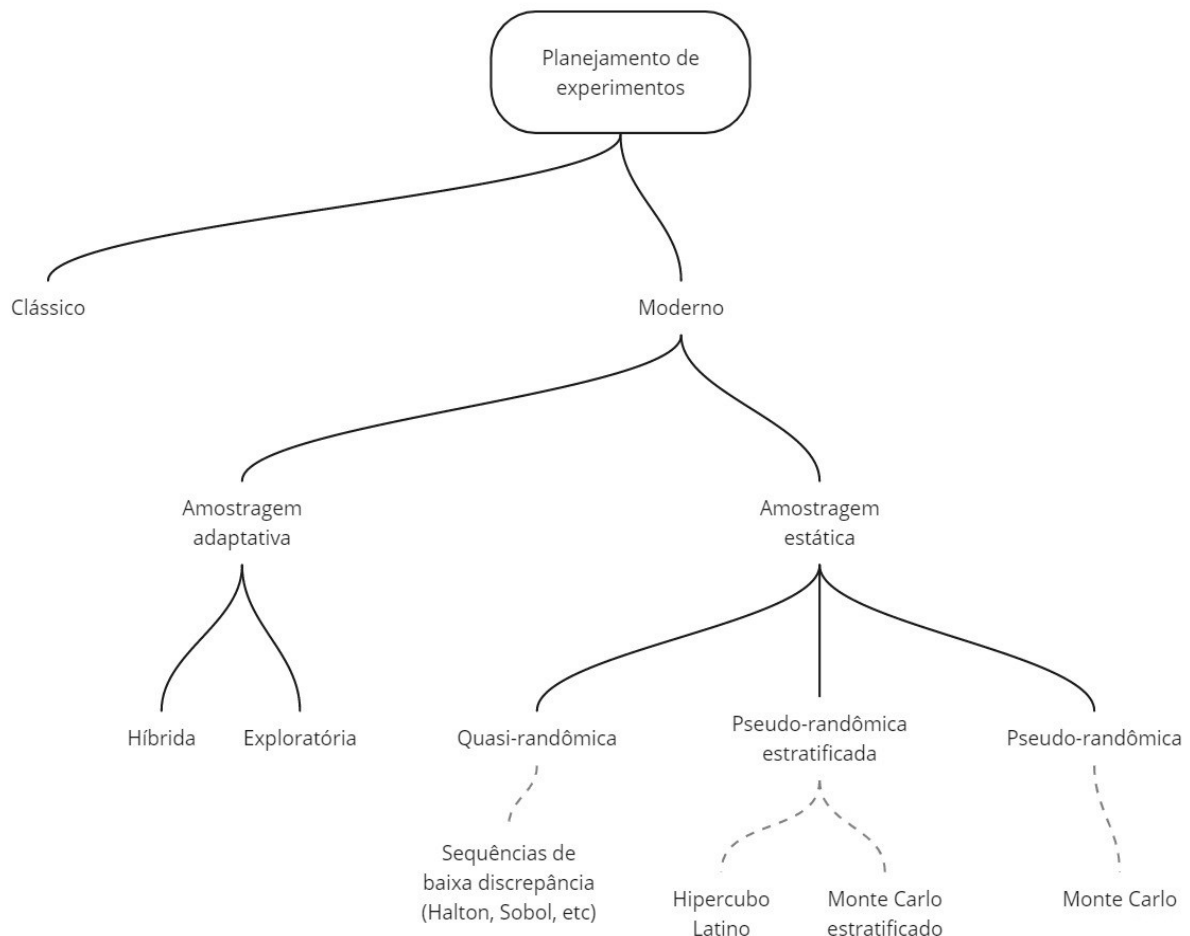 Planejamento de
experimentos
Clássico
Moderno
Amostragem
adaptativa
Amostragem
estática
Híbrida
Exploratória
Quasi-randômica
Pseudo-randômica
estratificada
Pseudo-randômica
Sequências de
baixa discrepância
(Halton, Sobol, etc)
Hipercubo
Latino
Monte Carlo
estratificado
Monte Carlo